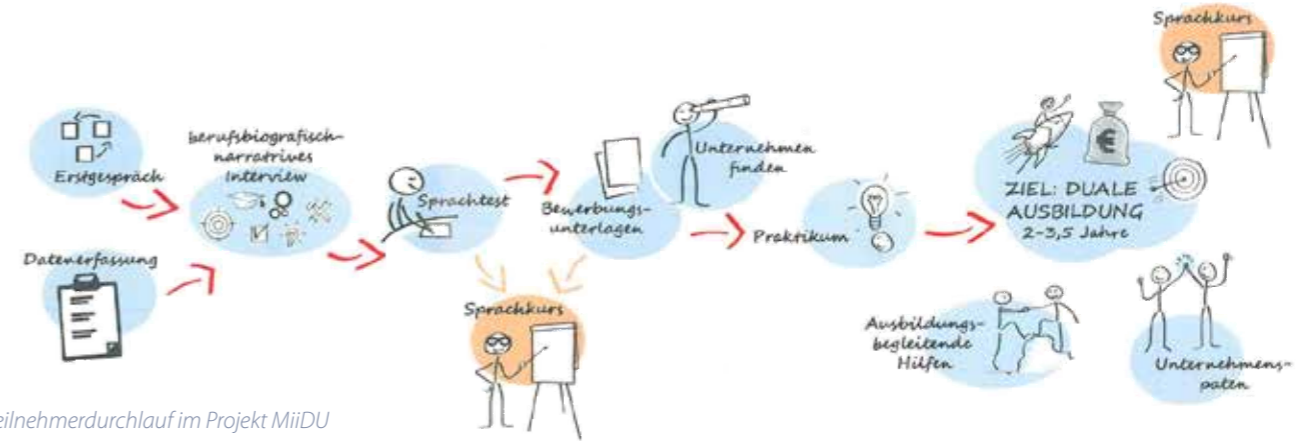 Sprachkurs
Erstgespräch
berufsbiografisch-
narratrives
Interview
Datenerfassung
Sprachtest
Bewerbungs-
unterlagen
Unternehmen
finden
Sprachkurs
Praktikum
€
ZIEL: DUALE
AUSBILDUNG
2-3,5 Jahre
Ausbildungs-
begleitende
Hilfen
Unternehmens-
paten
eilnehmerdurchlauf im Projekt MiiDU